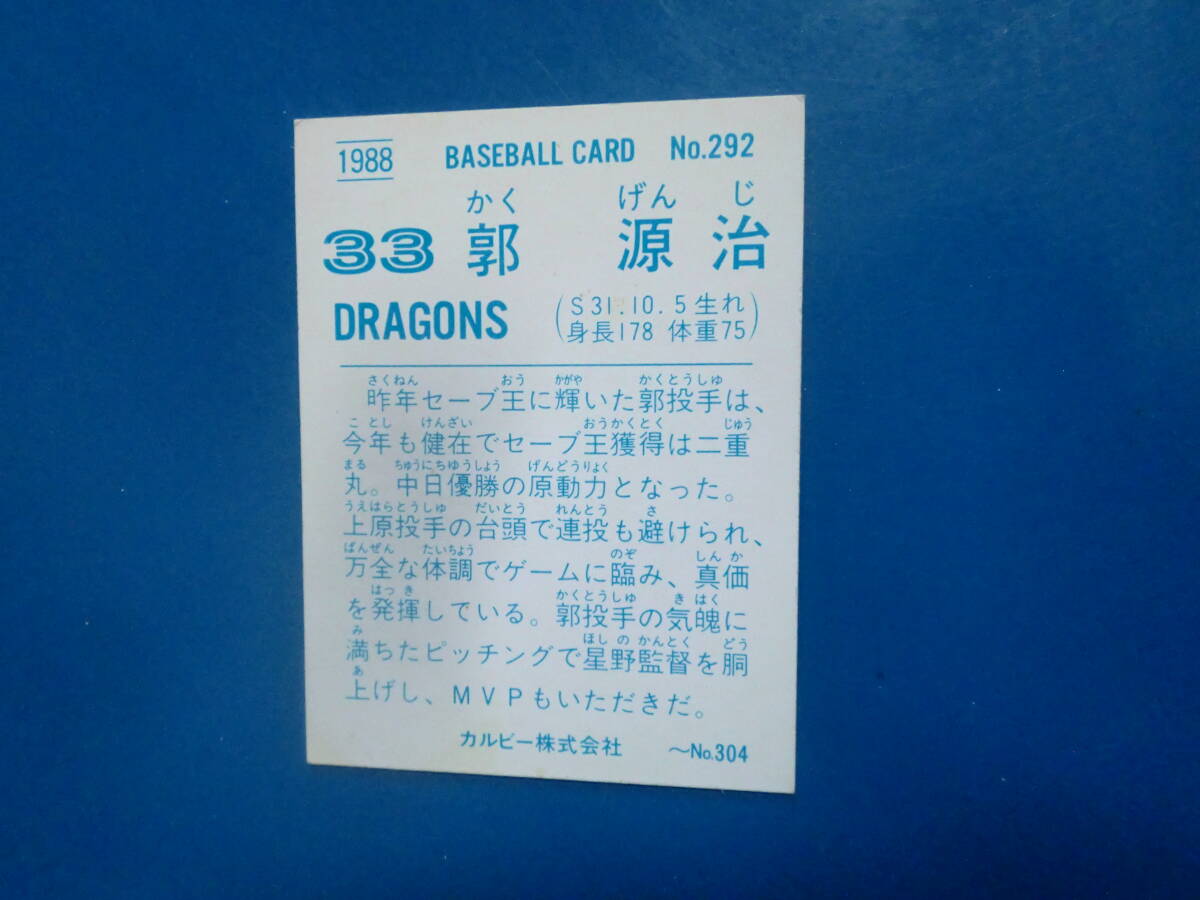 1988 BASEBALL CARD No.292
かく げん じ
33 郭 源 治
DRAGONS
(S31.10.5生れ
身長178 体重75)
さくねん おう かがや かくとうしゅ
昨年セーブ王に輝いた郭投手は、
ことし けんざい おうかくとく じゅう
今年も健在でセーブ王獲得は二重
まる ちゅうにちゆうしょう げんどうりょく
丸。中日優勝の原動力となった。
うえはらとうしゅ だいとう れんとう さ
上原投手の台頭で連投も避けられ、
ばんぜん たいちょう のぞ しんか
万全な体調でゲームに臨み、真価
はっき かくとうしゅ きはく
を発揮している。郭投手の気魄に
み ほしのかんとく どう
満ちたピッチングで星野監督を胴
あ
上げし、MVPもいただきだ。
カルビー株式会社 〜No.304